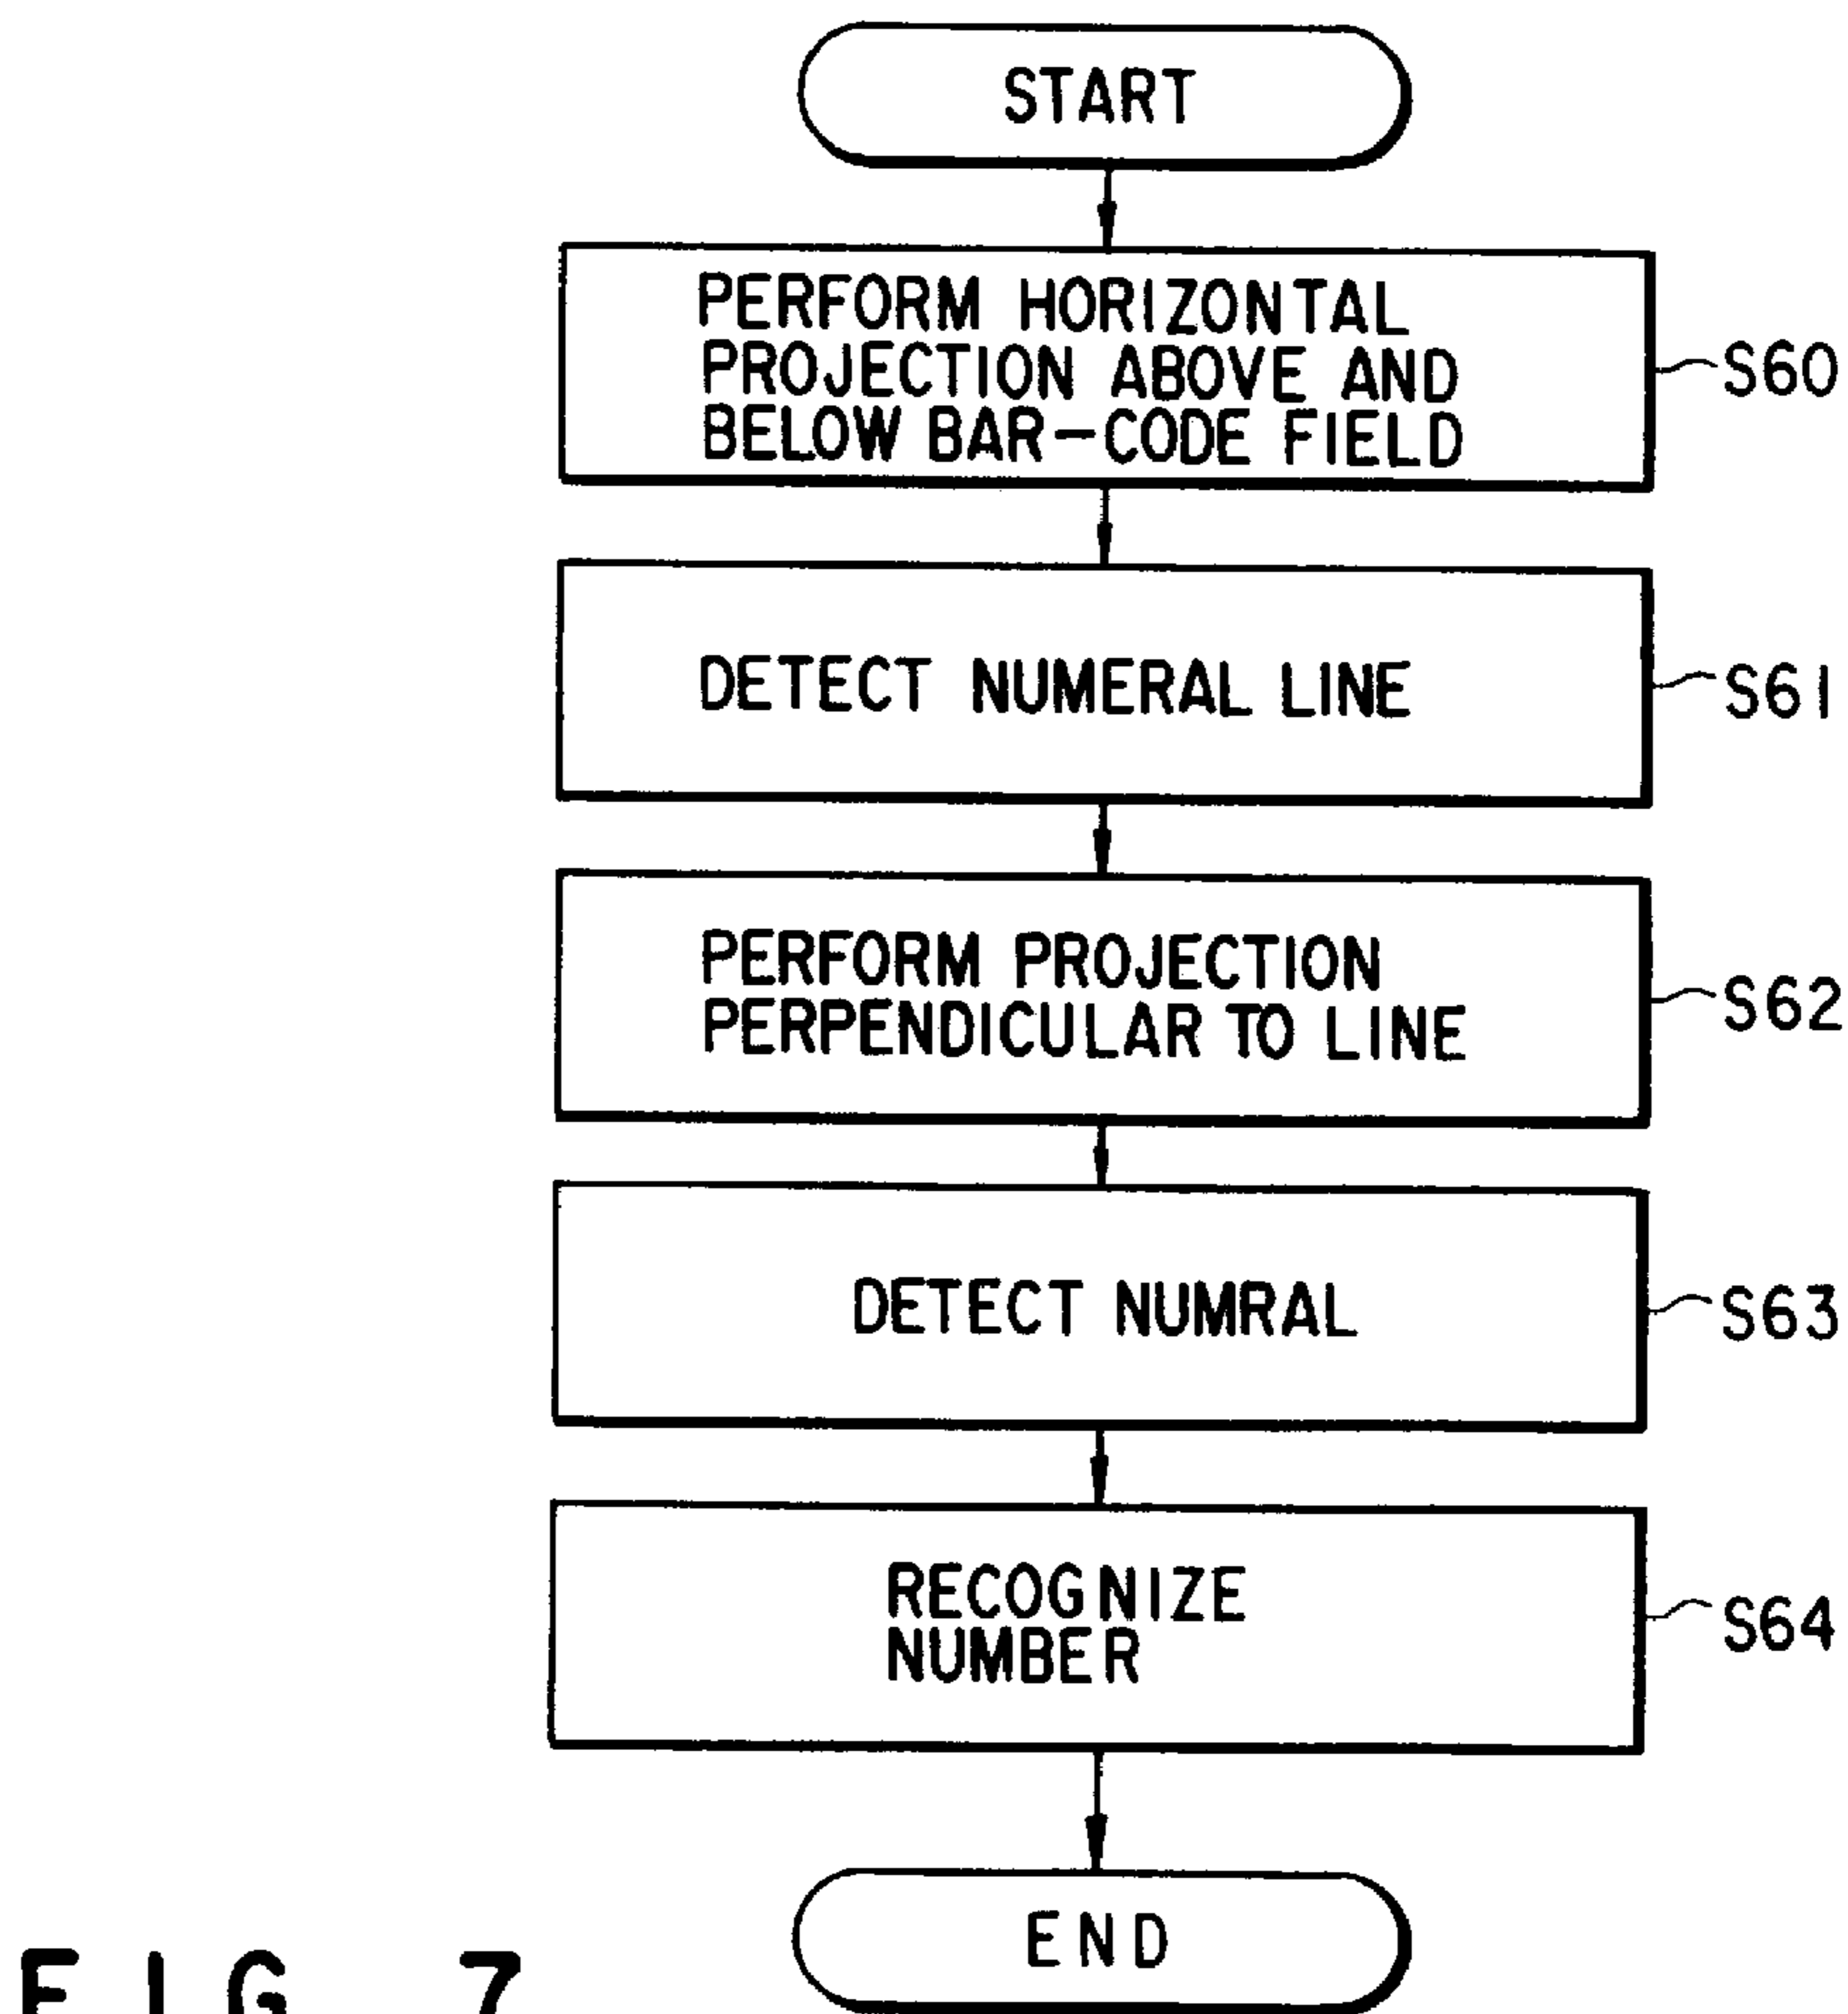 START
PERFORM HORIZONTAL
PROJECTION ABOVE AND
BELOW BAR-CODE FIELD
S60
DETECT NUMERAL LINE
S61
PERFORM PROJECTION
PERPENDICULAR TO LINE
S62
DETECT NUMRAL
S63
RECOGNIZE
NUMBER
S64
END
FIG 7